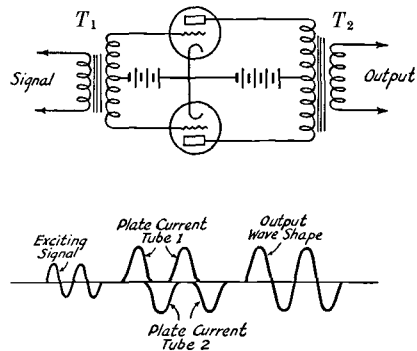 T1
T2
Signal
Output
Exciting
Signal
Plate Current
Tube 1
Output
Wave Shape
Plate Current
Tube 2